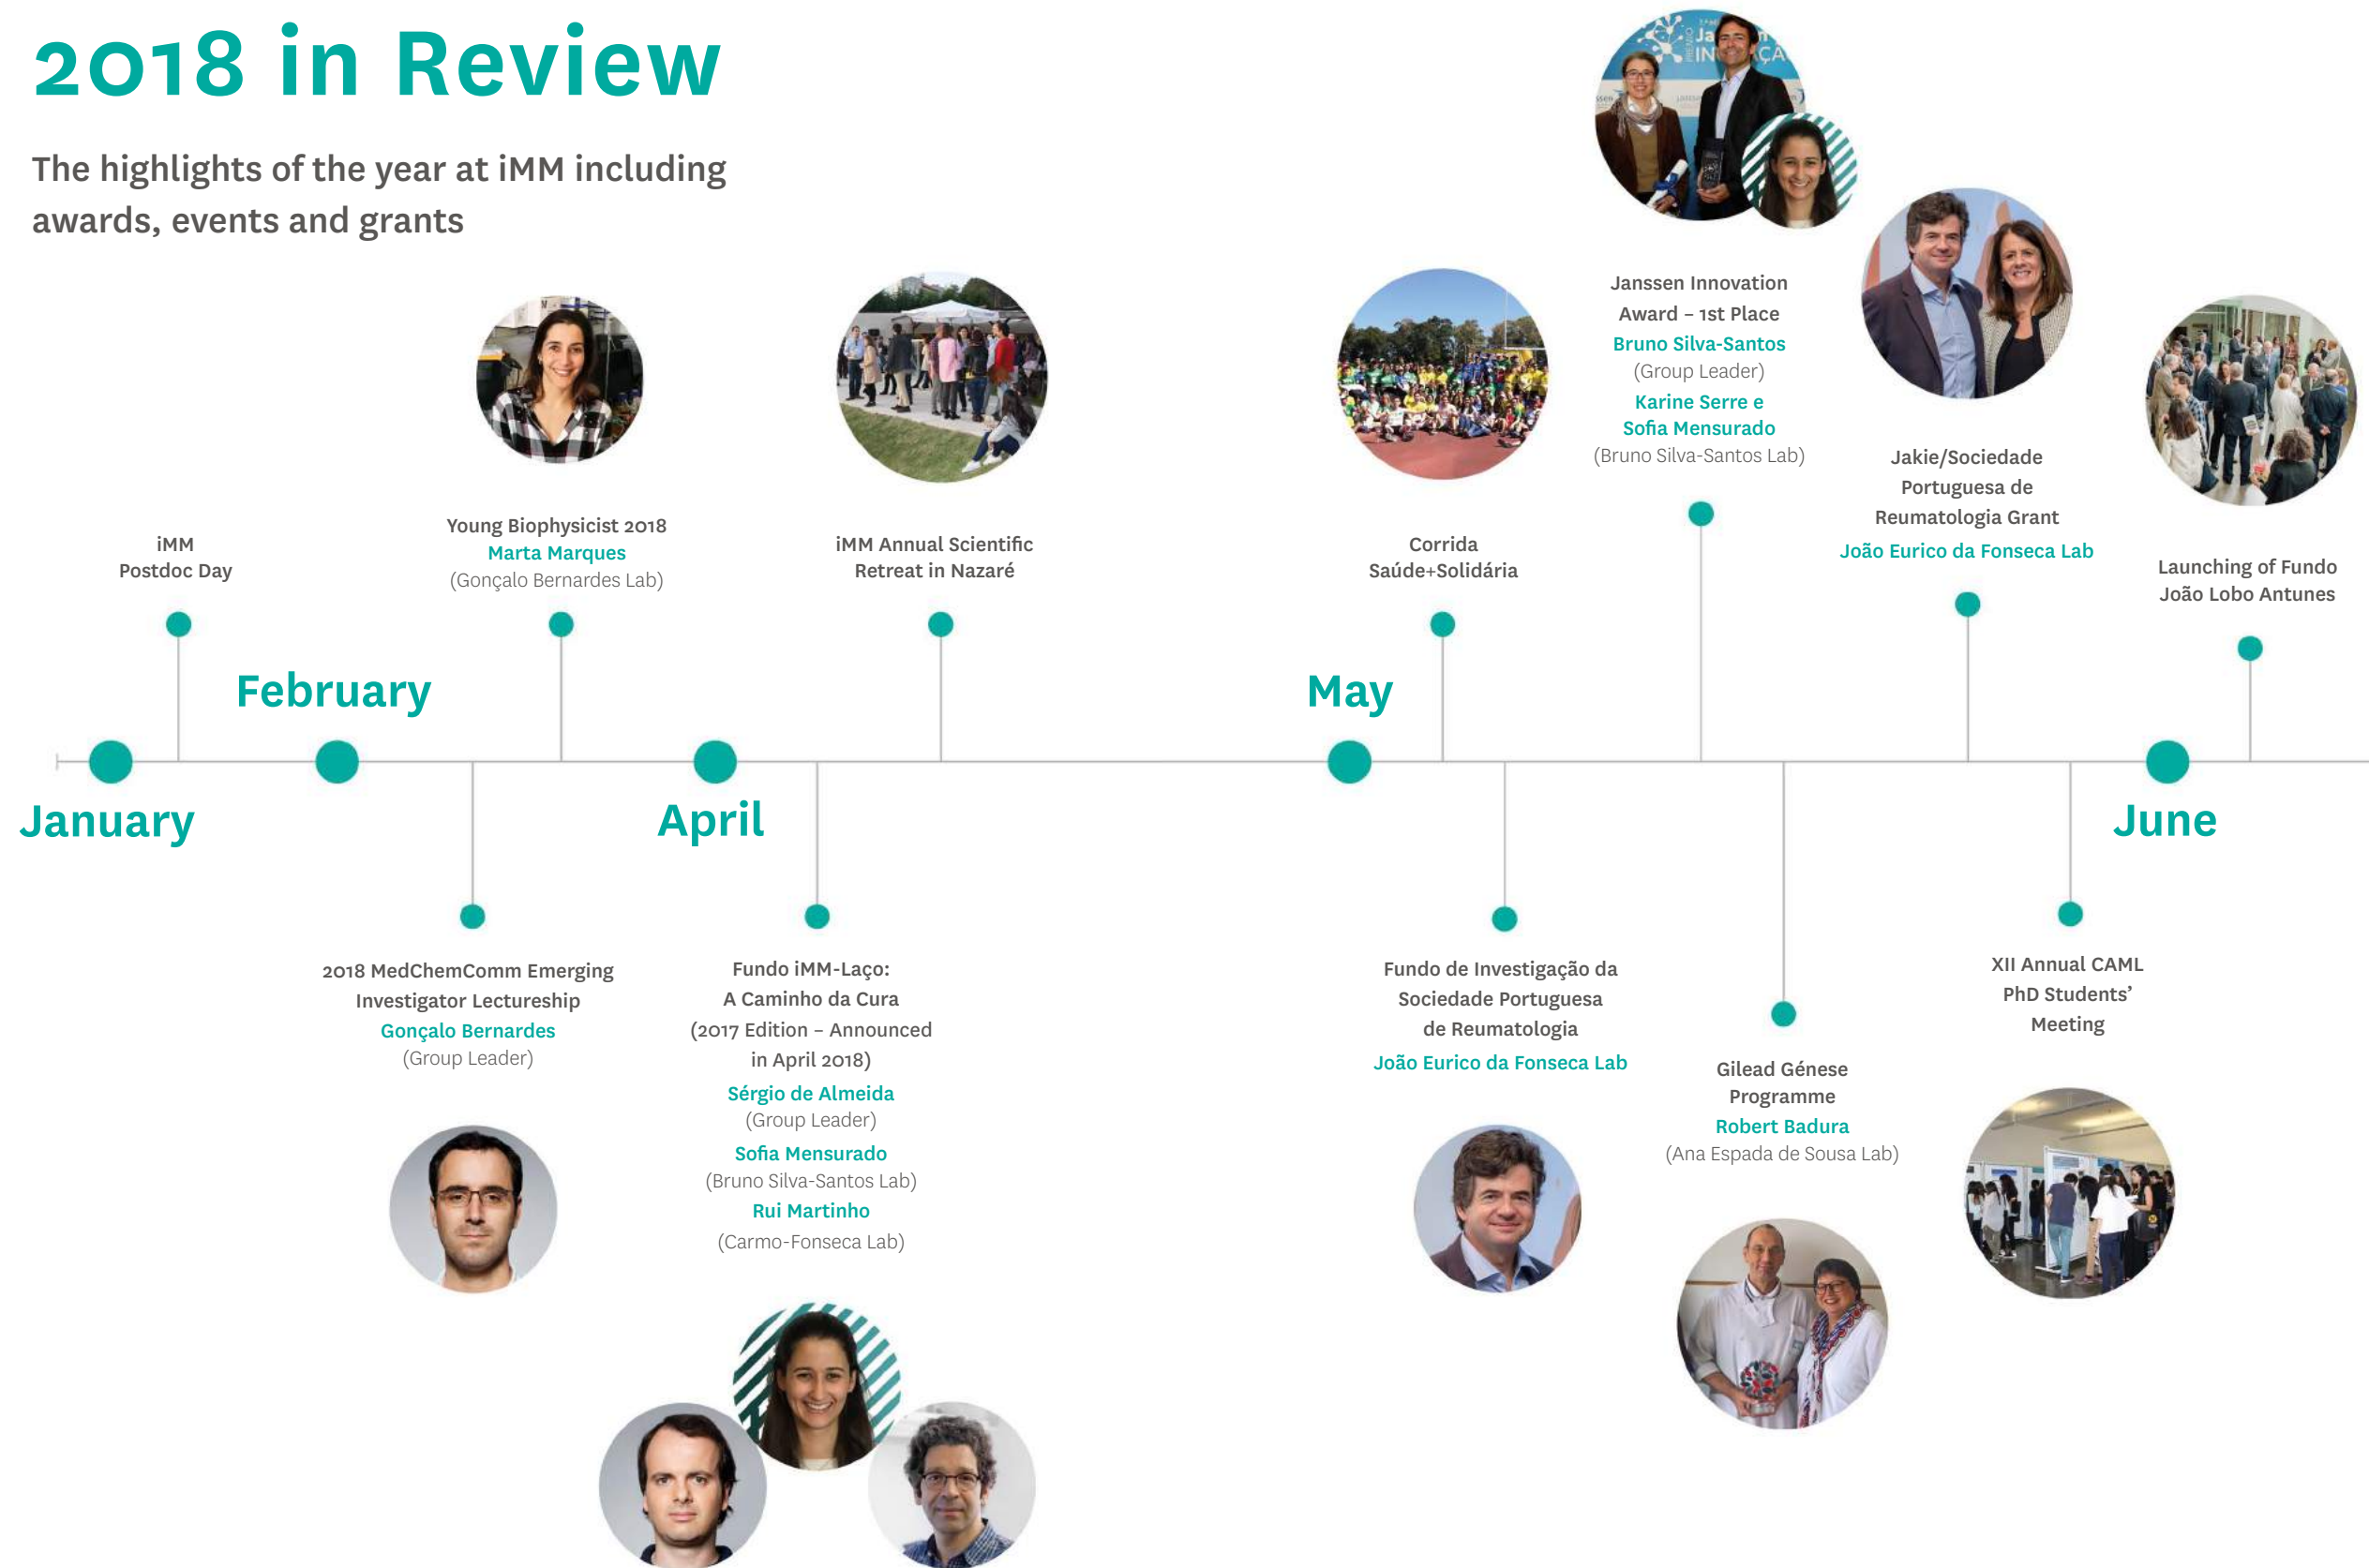 2018 in Review
The highlights of the year at iMM including
awards, events and grants
January
iMM
Postdoc Day
February
2018 MedChemComm Emerging
Investigator Lectureship
Gonçalo Bernardes
(Group Leader)
Young Biophysicist 2018
Marta Marques
(Gonçalo Bernardes Lab)
April
Fundo iMM-Laço:
A Caminho da Cura
(2017 Edition – Announced
in April 2018)
Sérgio de Almeida
(Group Leader)
Sofia Mensurado
(Bruno Silva-Santos Lab)
Rui Martinho
(Carmo-Fonseca Lab)
iMM Annual Scientific
Retreat in Nazaré
May
Corrida
Saúde+Solidária
Fundo de Investigação da
Sociedade Portuguesa
de Reumatologia
João Eurico da Fonseca Lab
Janssen Innovation
Award – 1st Place
Bruno Silva-Santos
(Group Leader)
Karine Serre e
Sofia Mensurado
(Bruno Silva-Santos Lab)
Gilead Génese
Programme
Robert Badura
(Ana Espada de Sousa Lab)
Jakie/Sociedade
Portuguesa de
Reumatologia Grant
João Eurico da Fonseca Lab
XII Annual CAML
PhD Students’
Meeting
June
Launching of Fundo
João Lobo Antunes